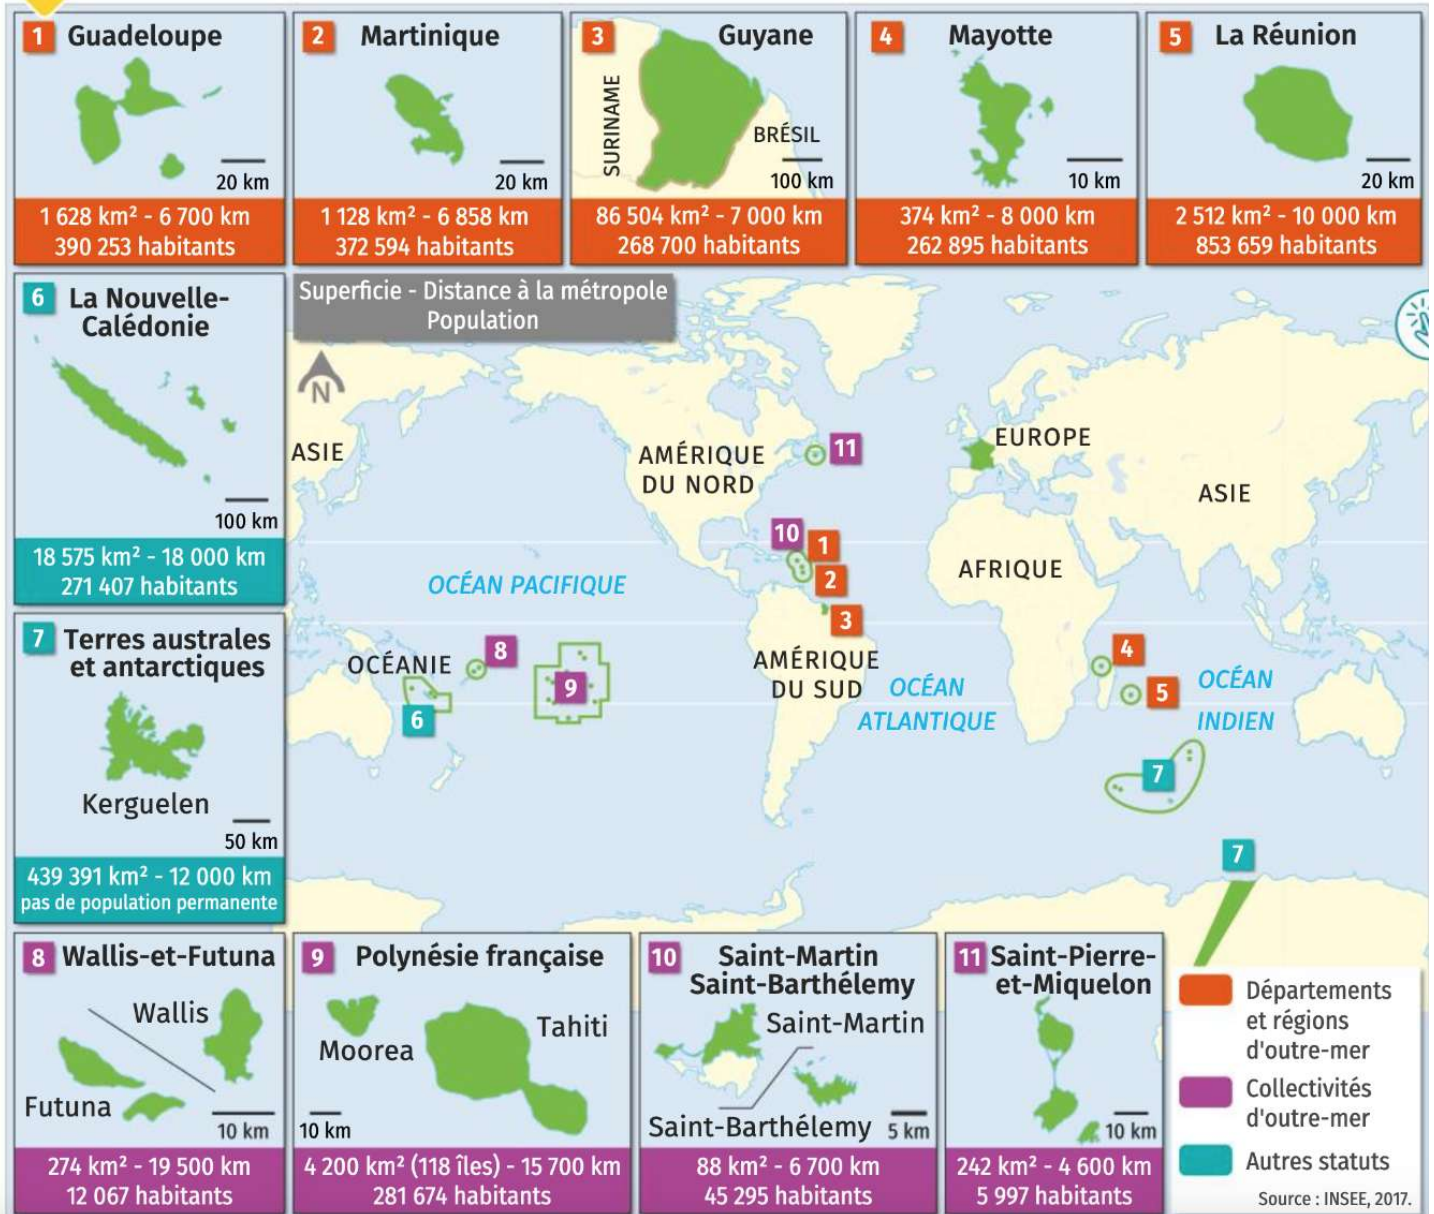 1 Guadeloupe
20 km
1 628 km² - 6 700 km
390 253 habitants
2 Martinique
20 km
1 128 km² - 6 858 km
372 594 habitants
3 Guyane
SURINAME
BRÉSIL
100 km
86 504 km² - 7 000 km
268 700 habitants
4 Mayotte
10 km
374 km² - 8 000 km
262 895 habitants
5 La Réunion
20 km
2 512 km² - 10 000 km
853 659 habitants
6 La Nouvelle-
Calédonie
100 km
18 575 km² - 18 000 km
271 407 habitants
Superficie - Distance à la métropole
Population
N
ASIE
AMÉRIQUE
DU NORD
11
EUROPE
ASIE
10
1
2
AFRIQUE
OCÉAN PACIFIQUE
3
OCÉANIE
8
9
6
AMÉRIQUE
DU SUD
OCÉAN
ATLANTIQUE
4
5
OCÉAN
INDIEN
7
7
7 Terres australes
et antarctiques
Kerguelen
50 km
439 391 km² - 12 000 km
pas de population permanente
8 Wallis-et-Futuna
Wallis
Futuna
10 km
274 km² - 19 500 km
12 067 habitants
9 Polynésie française
Tahiti
Moorea
10 km
4 200 km² (118 îles) - 15 700 km
281 674 habitants
10 Saint-Martin
Saint-Barthélemy
Saint-Martin
Saint-Barthélemy
5 km
88 km² - 6 700 km
45 295 habitants
11 Saint-Pierre-
et-Miquelon
10 km
242 km² - 4 600 km
5 997 habitants
Départements
et régions
d'outre-mer
Collectivités
d'outre-mer
Autres statuts
Source : INSEE, 2017.